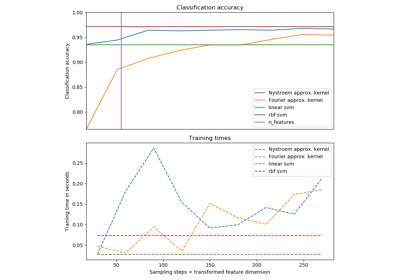 Classification accuracy
1.00
0.95
0.90
0.85
0.80
Classification accuracy
Nystroem approx. kernel
Fourier approx. kernel
linear svm
rbf svm
n_features
Training times
0.25
0.20
0.15
0.10
0.05
Training time in seconds
Nystroem approx. kernel
Fourier approx. kernel
linear svm
rbf svm
50 100 150 200 250
Sampling steps = transformed feature dimension